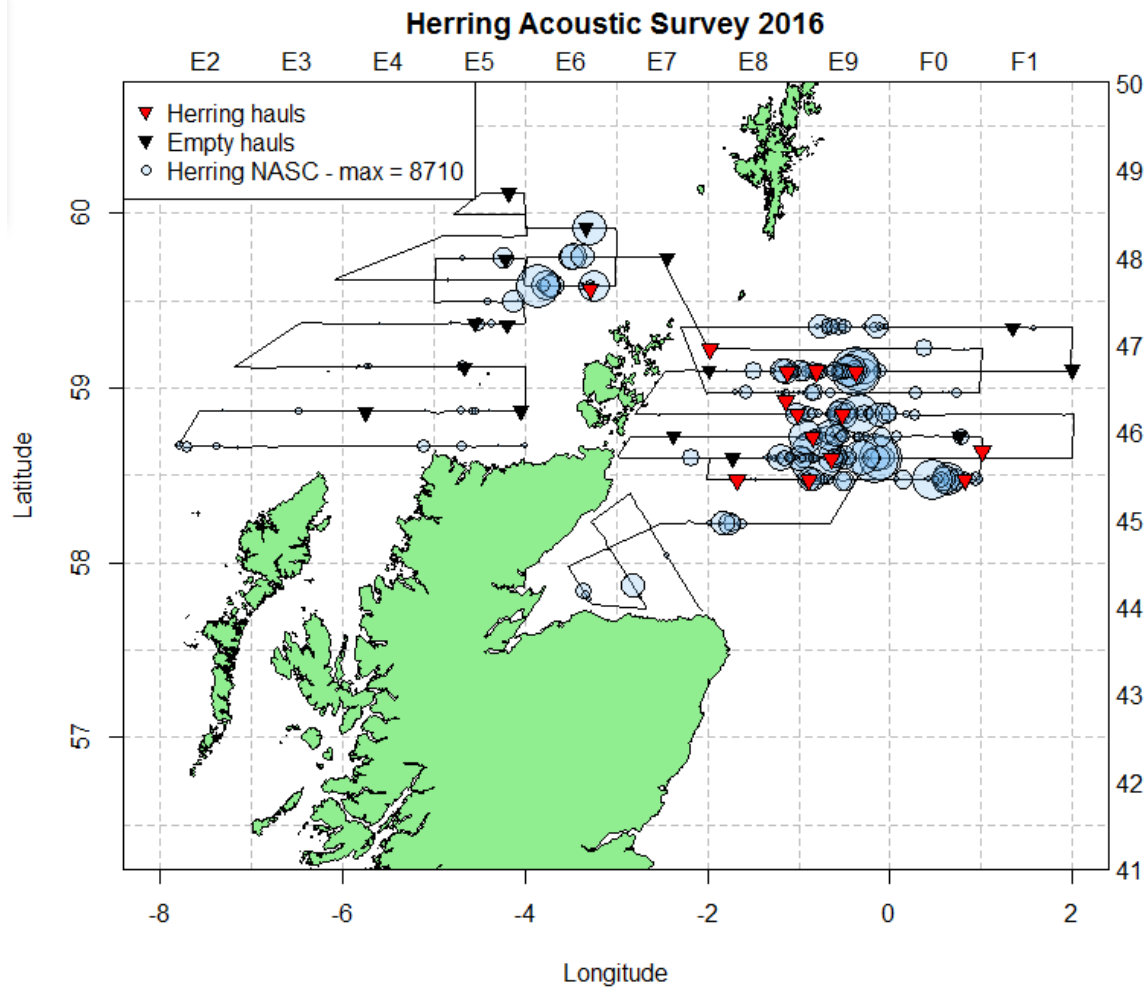 Herring Acoustic Survey 2016
E2 E3 E4 E5 E6 E7 E8 E9 F0 F1
Herring hauls
Empty hauls
Herring NASC - max = 8710
50
49
48
47
46
45
44
43
42
41
60
59
58
57
Latitude
-8 -6 -4 -2 0 2
Longitude